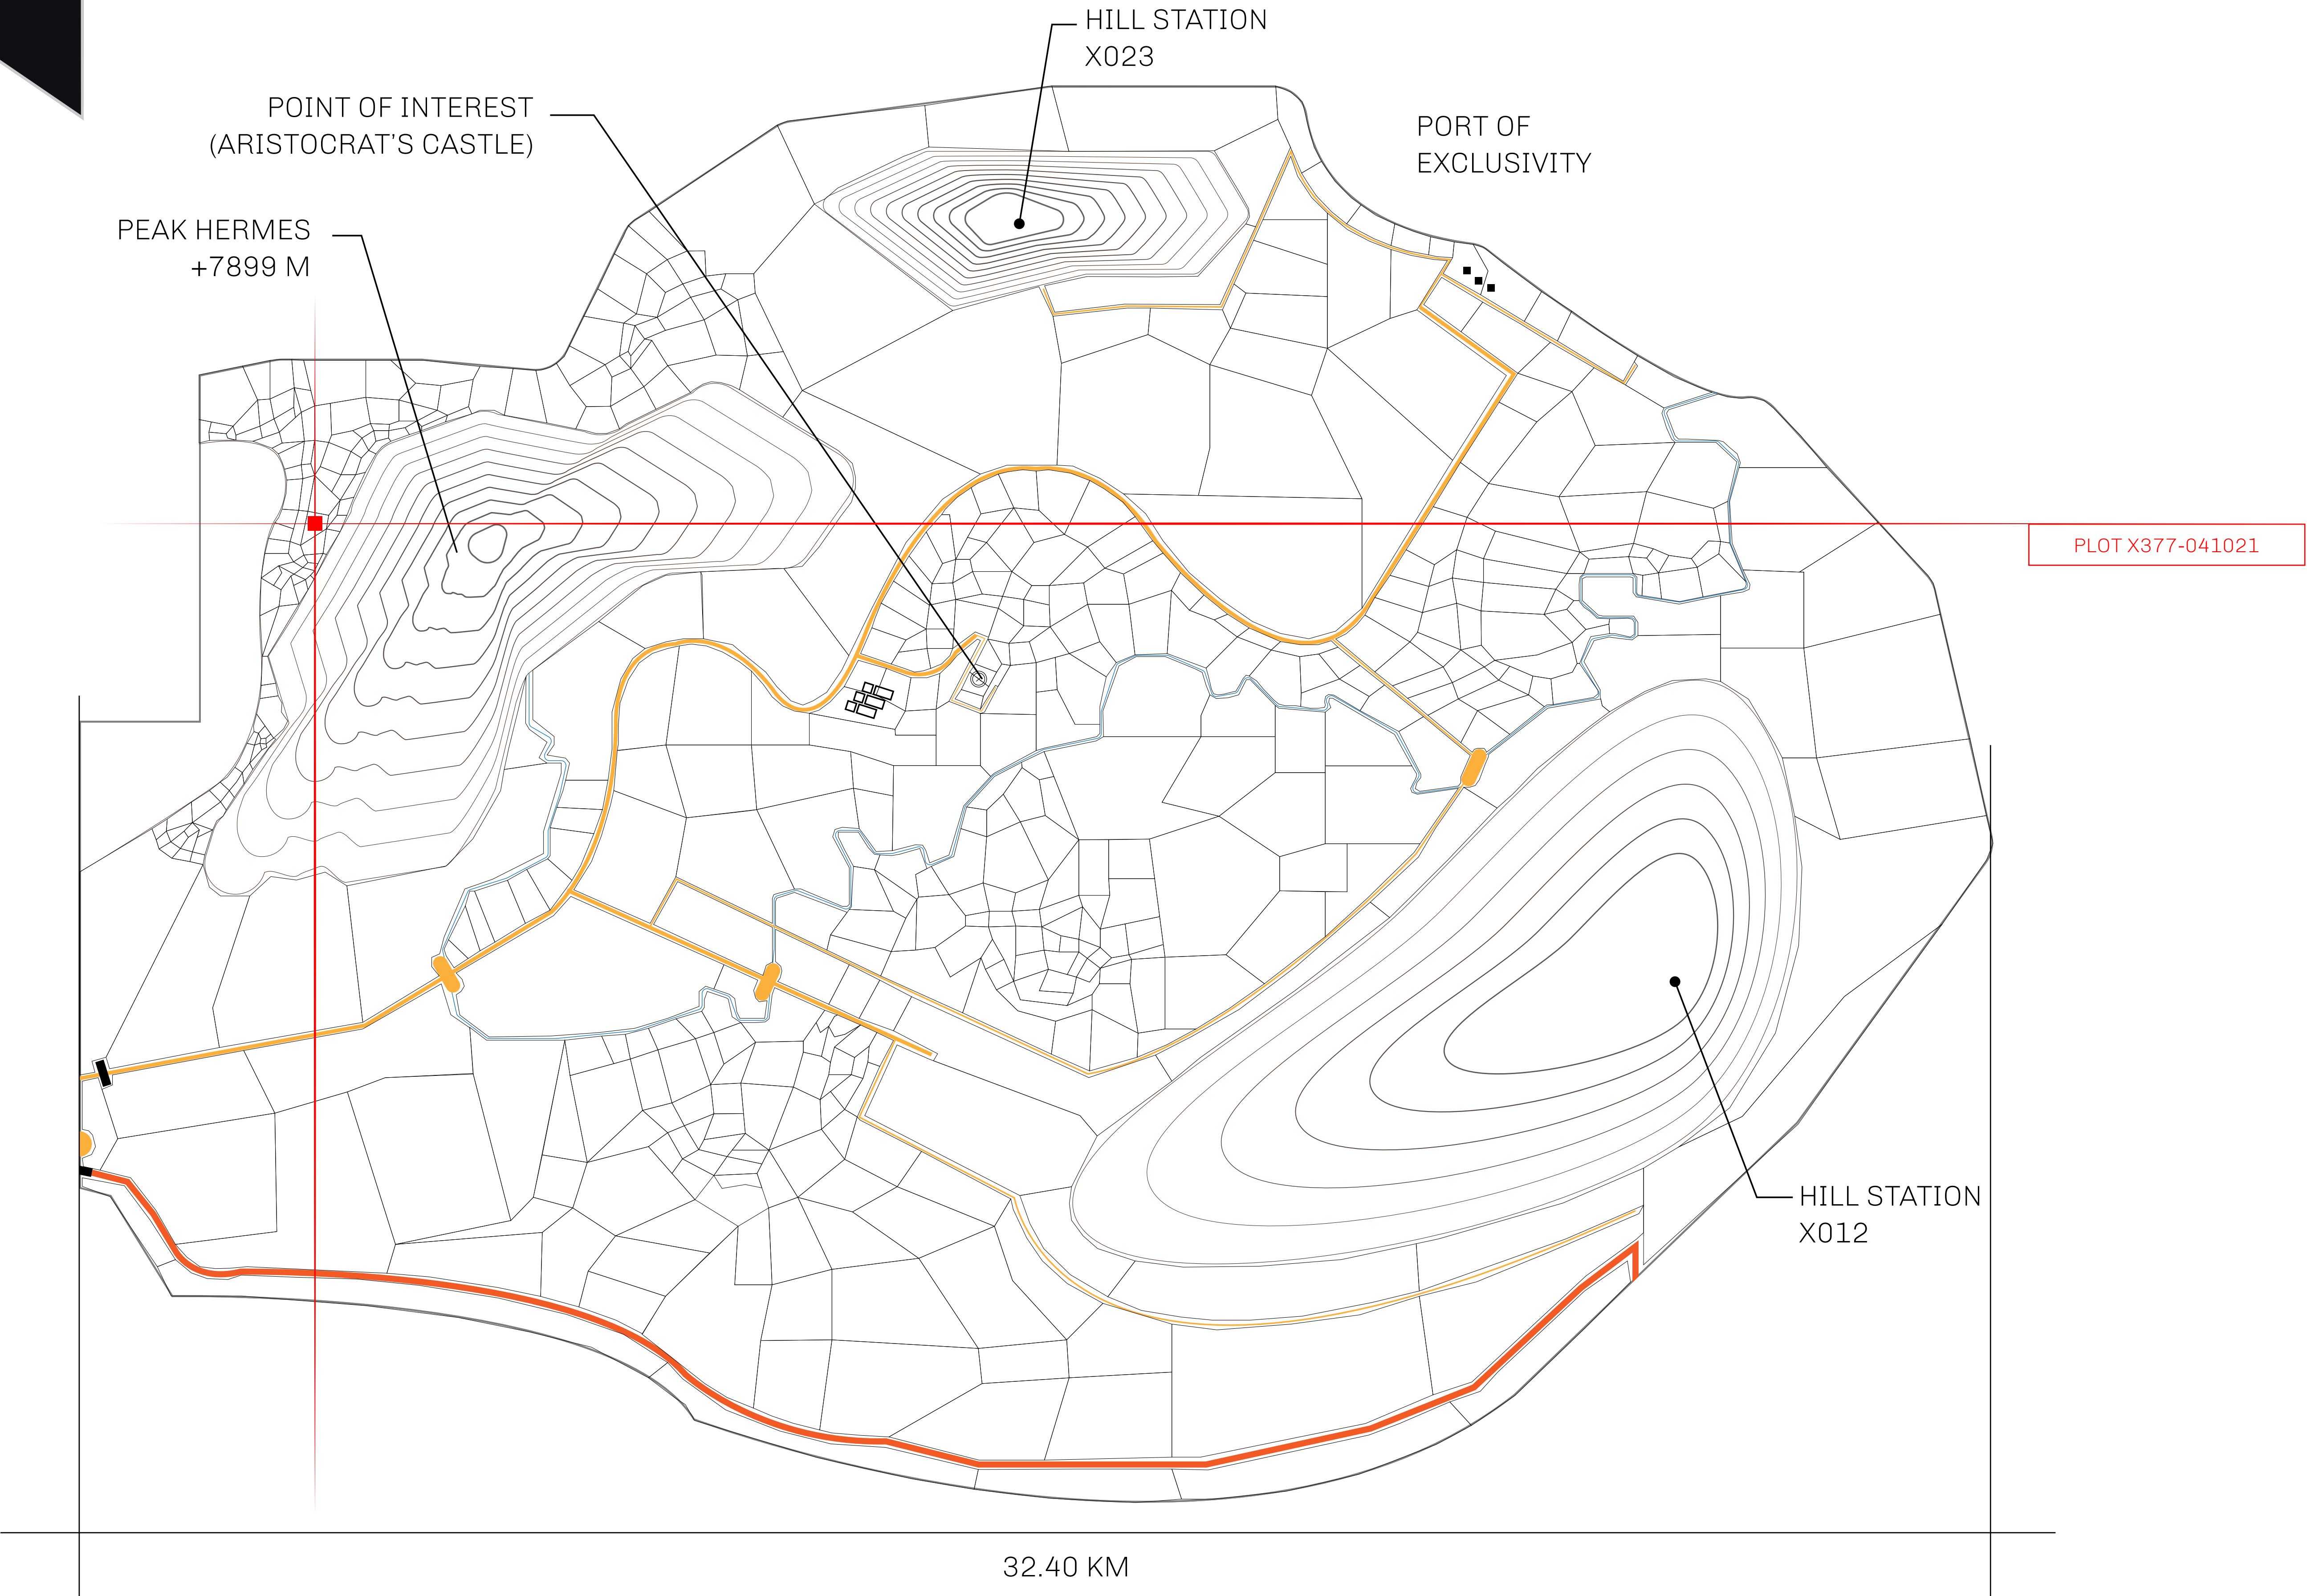 HILL STATION
X023
POINT OF INTEREST
(ARISTOCRAT'S CASTLE)
PORT OF
EXCLUSIVITY
PEAK HERMES
+7899 M
PLOT X377-041021
HILL STATION
X012
32.40 KM